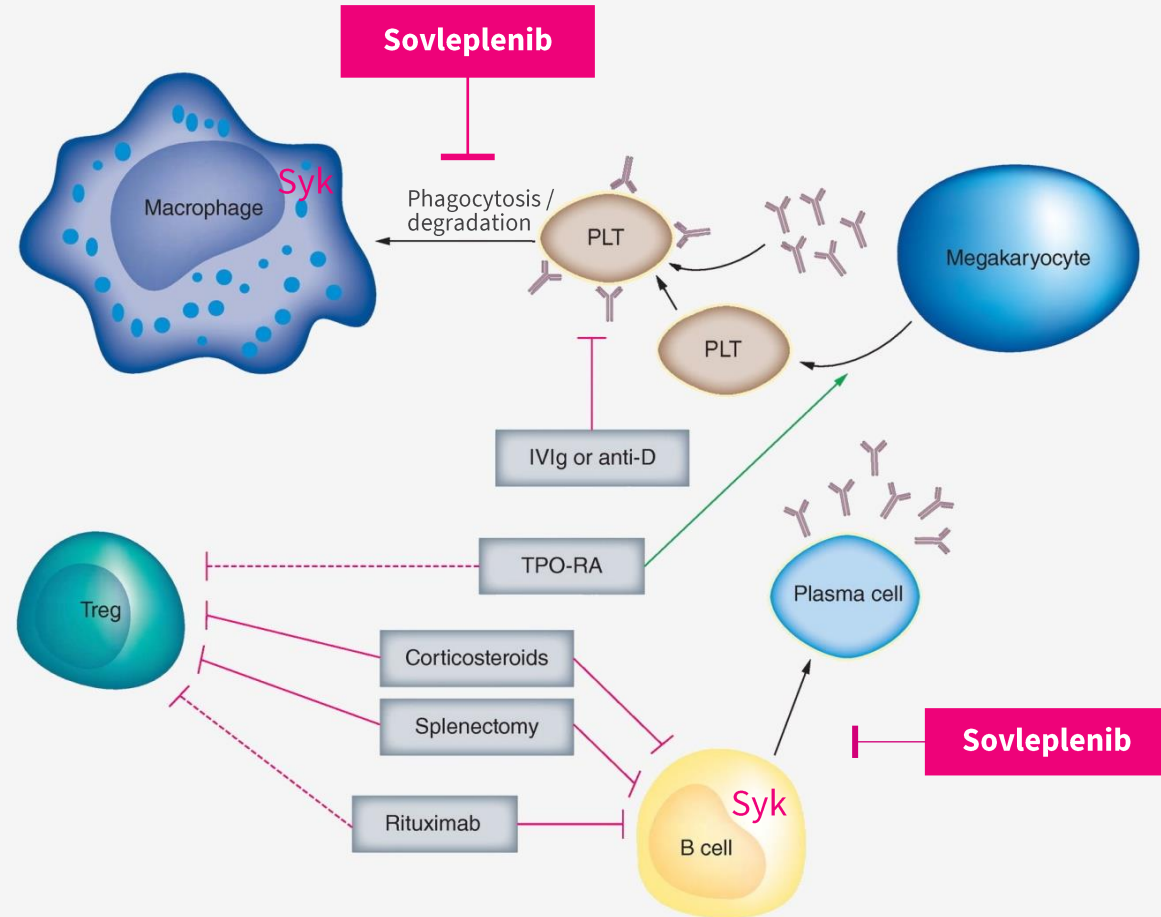 Sovleplenib
Syk
Macrophage
Phagocytosis /
degradation
PLT
Megakaryocyte
PLT
IVIg or anti-D
TPO-RA
Treg
Plasma cell
Corticosteroids
Splenectomy
Sovleplenib
Syk
Rituximab
B cell